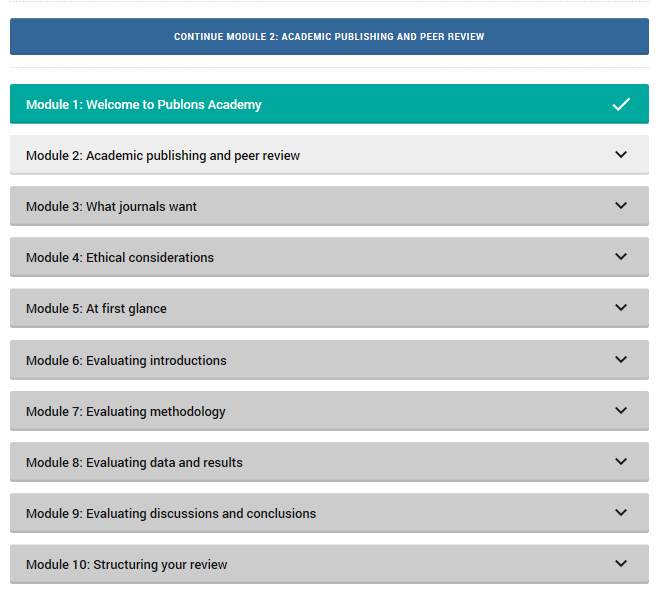 CONTINUE MODULE 2: ACADEMIC PUBLISHING AND PEER REVIEW
Module 1: Welcome to Publons Academy
Module 2: Academic publishing and peer review
Module 3: What journals want
Module 4: Ethical considerations
Module 5: At first glance
Module 6: Evaluating introductions
Module 7: Evaluating methodology
Module 8: Evaluating data and results
Module 9: Evaluating discussions and conclusions
Module 10: Structuring your review